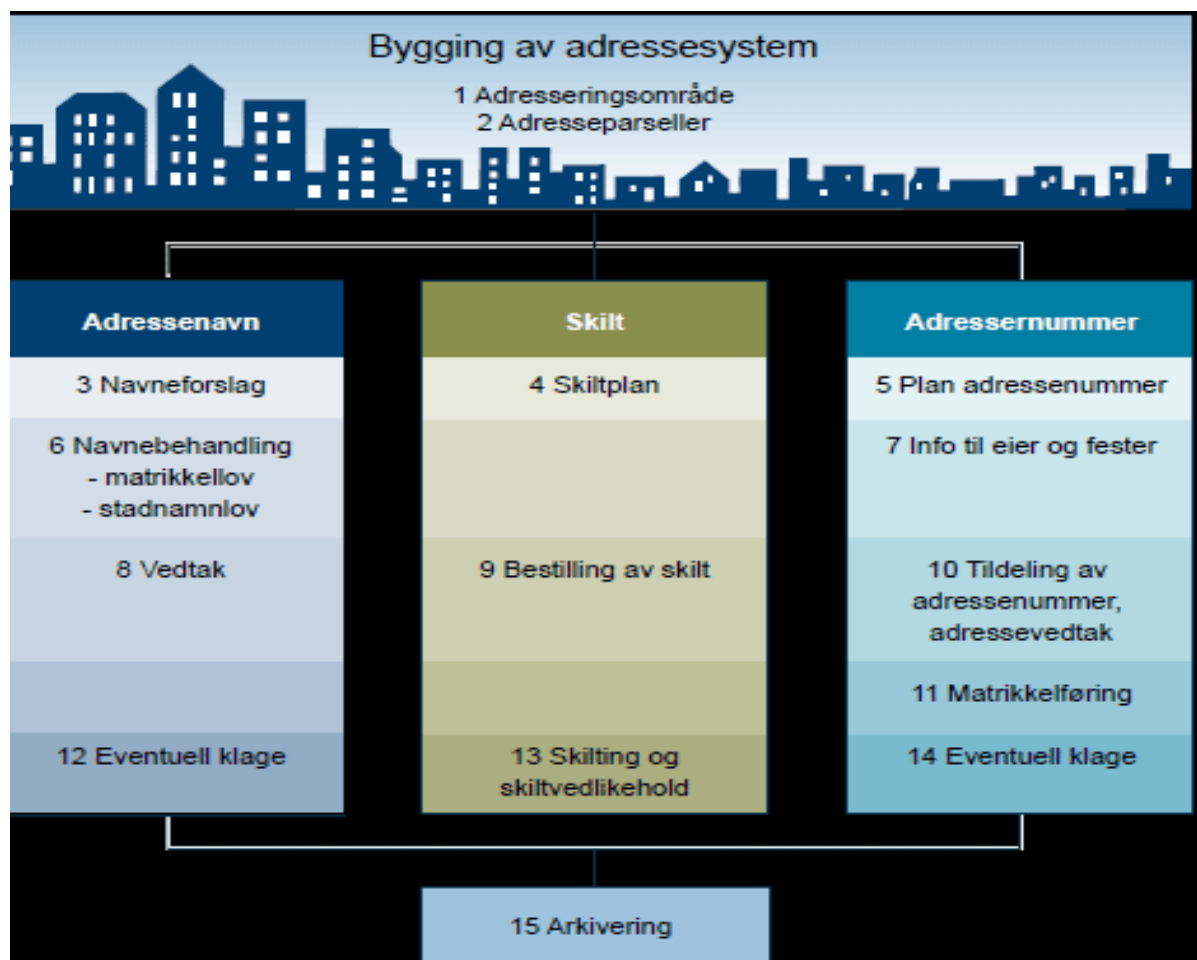 Bygging av adressesystem
1 Adresseringsområde
2 Adresseparseller
Adressenavn
3 Navneforslag
6 Navnebehandling
- matrikkellov
- stadnamnlov
8 Vedtak
12 Eventuell klage
Skilt
4 Skiltplan
9 Bestilling av skilt
13 Skilting og
skiltvedlikehold
Adressernummer
5 Plan adressenummer
7 Info til eier og fester
10 Tildeling av
adressenummer,
adressevedtak
11 Matrikkelføring
14 Eventuell klage
15 Arkivering